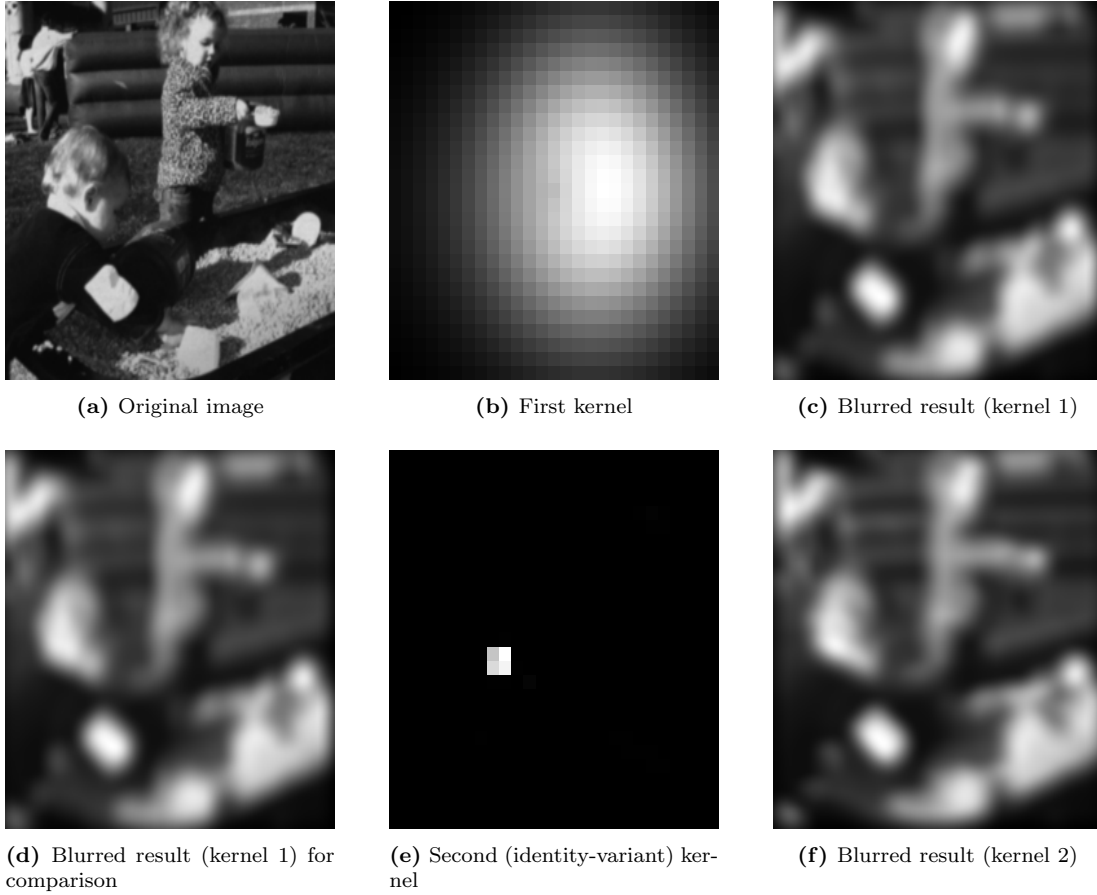 (a) Original image
(b) First kernel
(c) Blurred result (kernel 1)
(d) Blurred result (kernel 1) for
comparison
(e) Second (identity-variant) ker-
nel
(f) Blurred result (kernel 2)